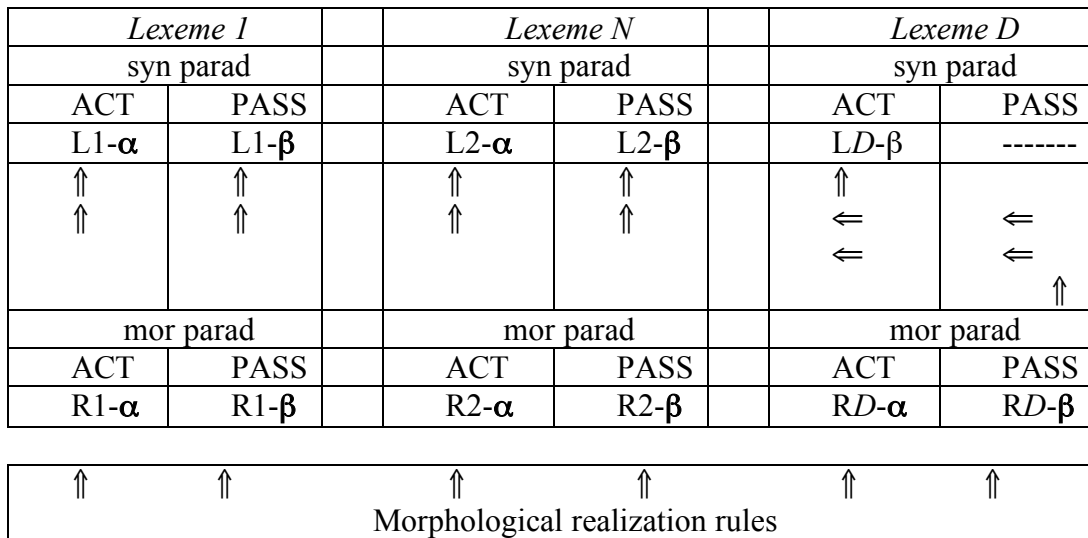 Lexeme 1 Lexeme N Lexeme D
syn parad syn parad syn parad
ACT PASS ACT PASS ACT PASS
L1-α L1-β L2-α L2-β LD-β -------
⇑ ⇑ ⇑ ⇑ ⇑
⇑ ⇑ ⇑ ⇑ ⇐ ⇐
⇐ ⇐
⇑
mor parad mor parad mor parad
ACT PASS ACT PASS ACT PASS
R1-α R1-β R2-α R2-β RD-α RD-β
⇑ ⇑ ⇑ ⇑ ⇑ ⇑
Morphological realization rules